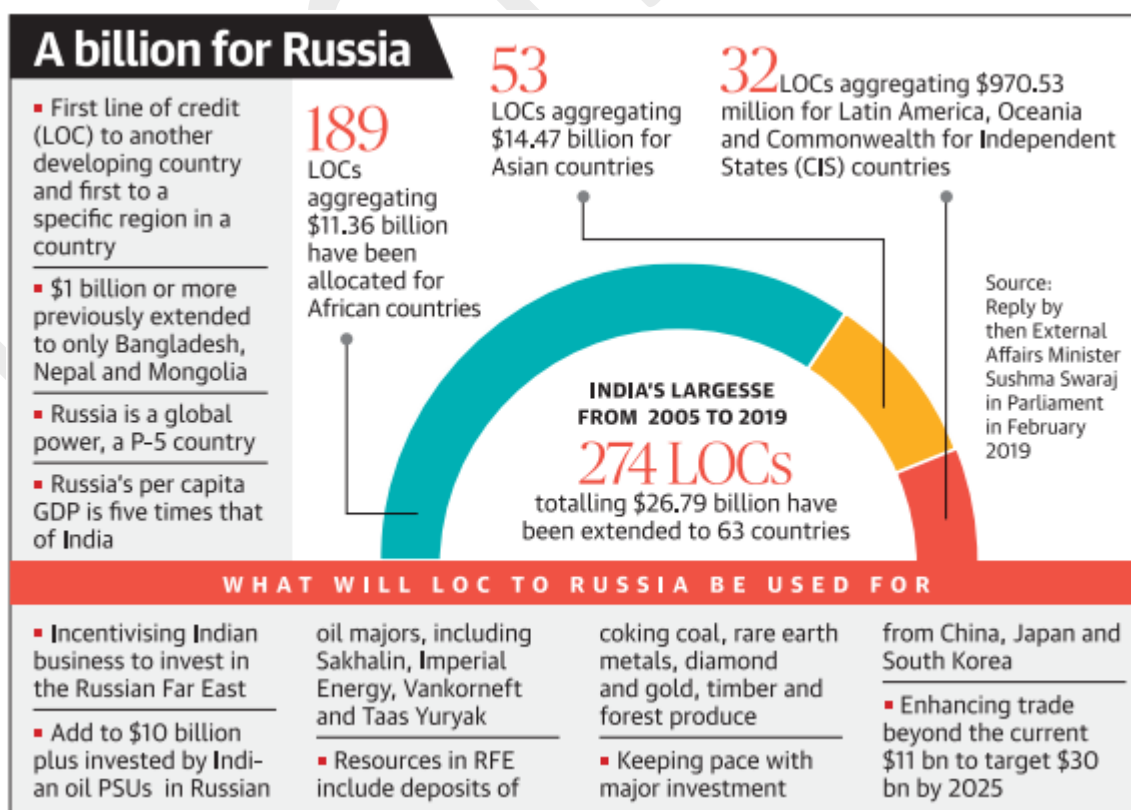 A billion for Russia
▪ First line of credit
(LOC) to another
developing country
and first to a
specific region in a
country
▪ $1 billion or more
previously extended
to only Bangladesh,
Nepal and Mongolia
▪ Russia is a global
power, a P-5 country
▪ Russia's per capita
GDP is five times that
of India
189
LOCs
aggregating
$11.36 billion
have been
allocated for
African countries
53
LOCs aggregating
$14.47 billion for
Asian countries
32 LOCs aggregating $970.53
million for Latin America, Oceania
and Commonwealth for Independent
States (CIS) countries
Source:
Reply by
then External
Affairs Minister
Sushma Swaraj
in Parliament
in February
2019
INDIA'S LARGESSE
FROM 2005 TO 2019
274 LOCs
totalling $26.79 billion have
been extended to 63 countries
WHAT WILL LOC TO RUSSIA BE USED FOR
▪ Incentivising Indian
business to invest in
the Russian Far East
▪ Add to $10 billion
plus invested by Indi-
an oil PSUs in Russian
oil majors, including
Sakhalin, Imperial
Energy, Vankorneft
and Taas Yuryak
▪ Resources in RFE
include deposits of
coking coal, rare earth
metals, diamond
and gold, timber and
forest produce
▪ Keeping pace with
major investment
from China, Japan and
South Korea
▪ Enhancing trade
beyond the current
$11 bn to target $30
bn by 2025